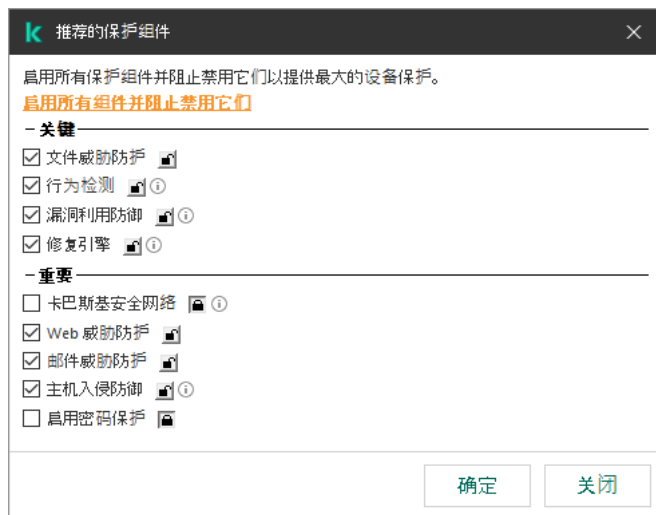 推荐的保护组件
启用所有保护组件并阻止禁用它们以提供最大的设备保护。
启用所有组件并阻止禁用它们
关键
文件威胁防护
行为检测
漏洞利用防御
修复引擎
重要
卡巴斯基安全网络
Web 威胁防护
邮件威胁防护
主机入侵防御
启用密码保护
确定 关闭